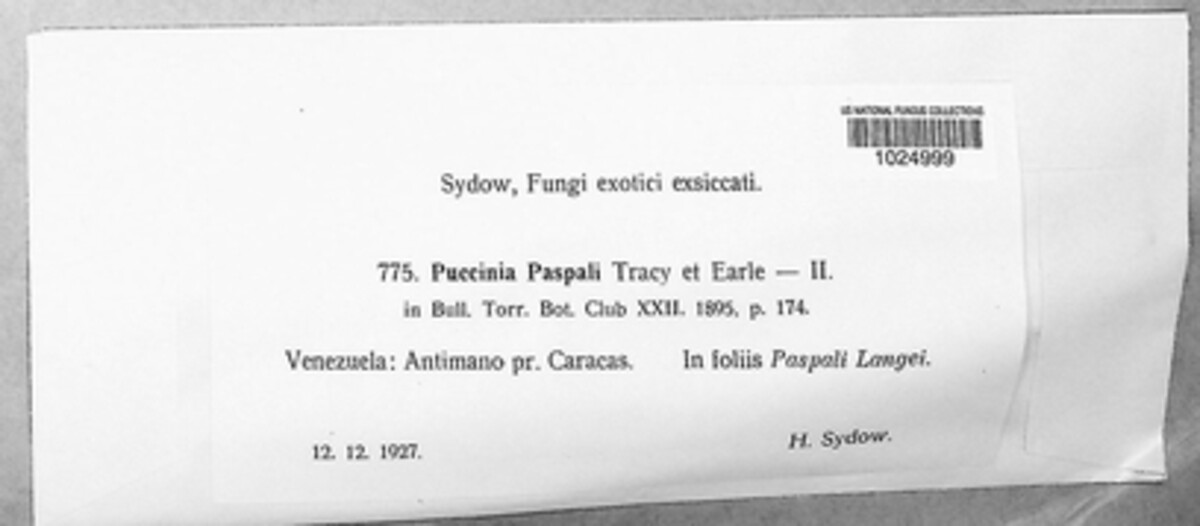 US NATIONAL FUNGUS COLLECTIONS
1024999
Sydow, Fungi exotici exsiccati.
775. Puccinia Paspali Tracy et Earle — II.
in Bull. Torr. Bot. Club XXII. 1895, p. 174.
Venezuela: Antimano pr. Caracas. In foliis Paspali Langei.
12. 12. 1927. H. Sydow.